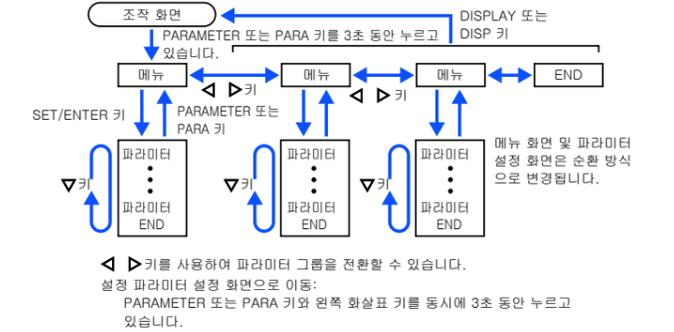 조작 화면
DISPLAY 또는
DISP 키
PARAMETER 또는 PARA 키를 3초 동안 누르고
있습니다.
메뉴
키
메뉴
키
메뉴
END
SET/ENTER 키
PARAMETER 또는
PARA 키
메뉴 화면 및 파라미터
설정 화면은 순환 방식
으로 변경됩니다.
파라미터
파라미터
END
키
파라미터
파라미터
END
키
파라미터
파라미터
END
키
키를 사용하여 파라미터 그룹을 전환할 수 있습니다.
설정 파라미터 설정 화면으로 이동:
PARAMETER 또는 PARA 키와 왼쪽 화살표 키를 동시에 3초 동안 누르고
있습니다.